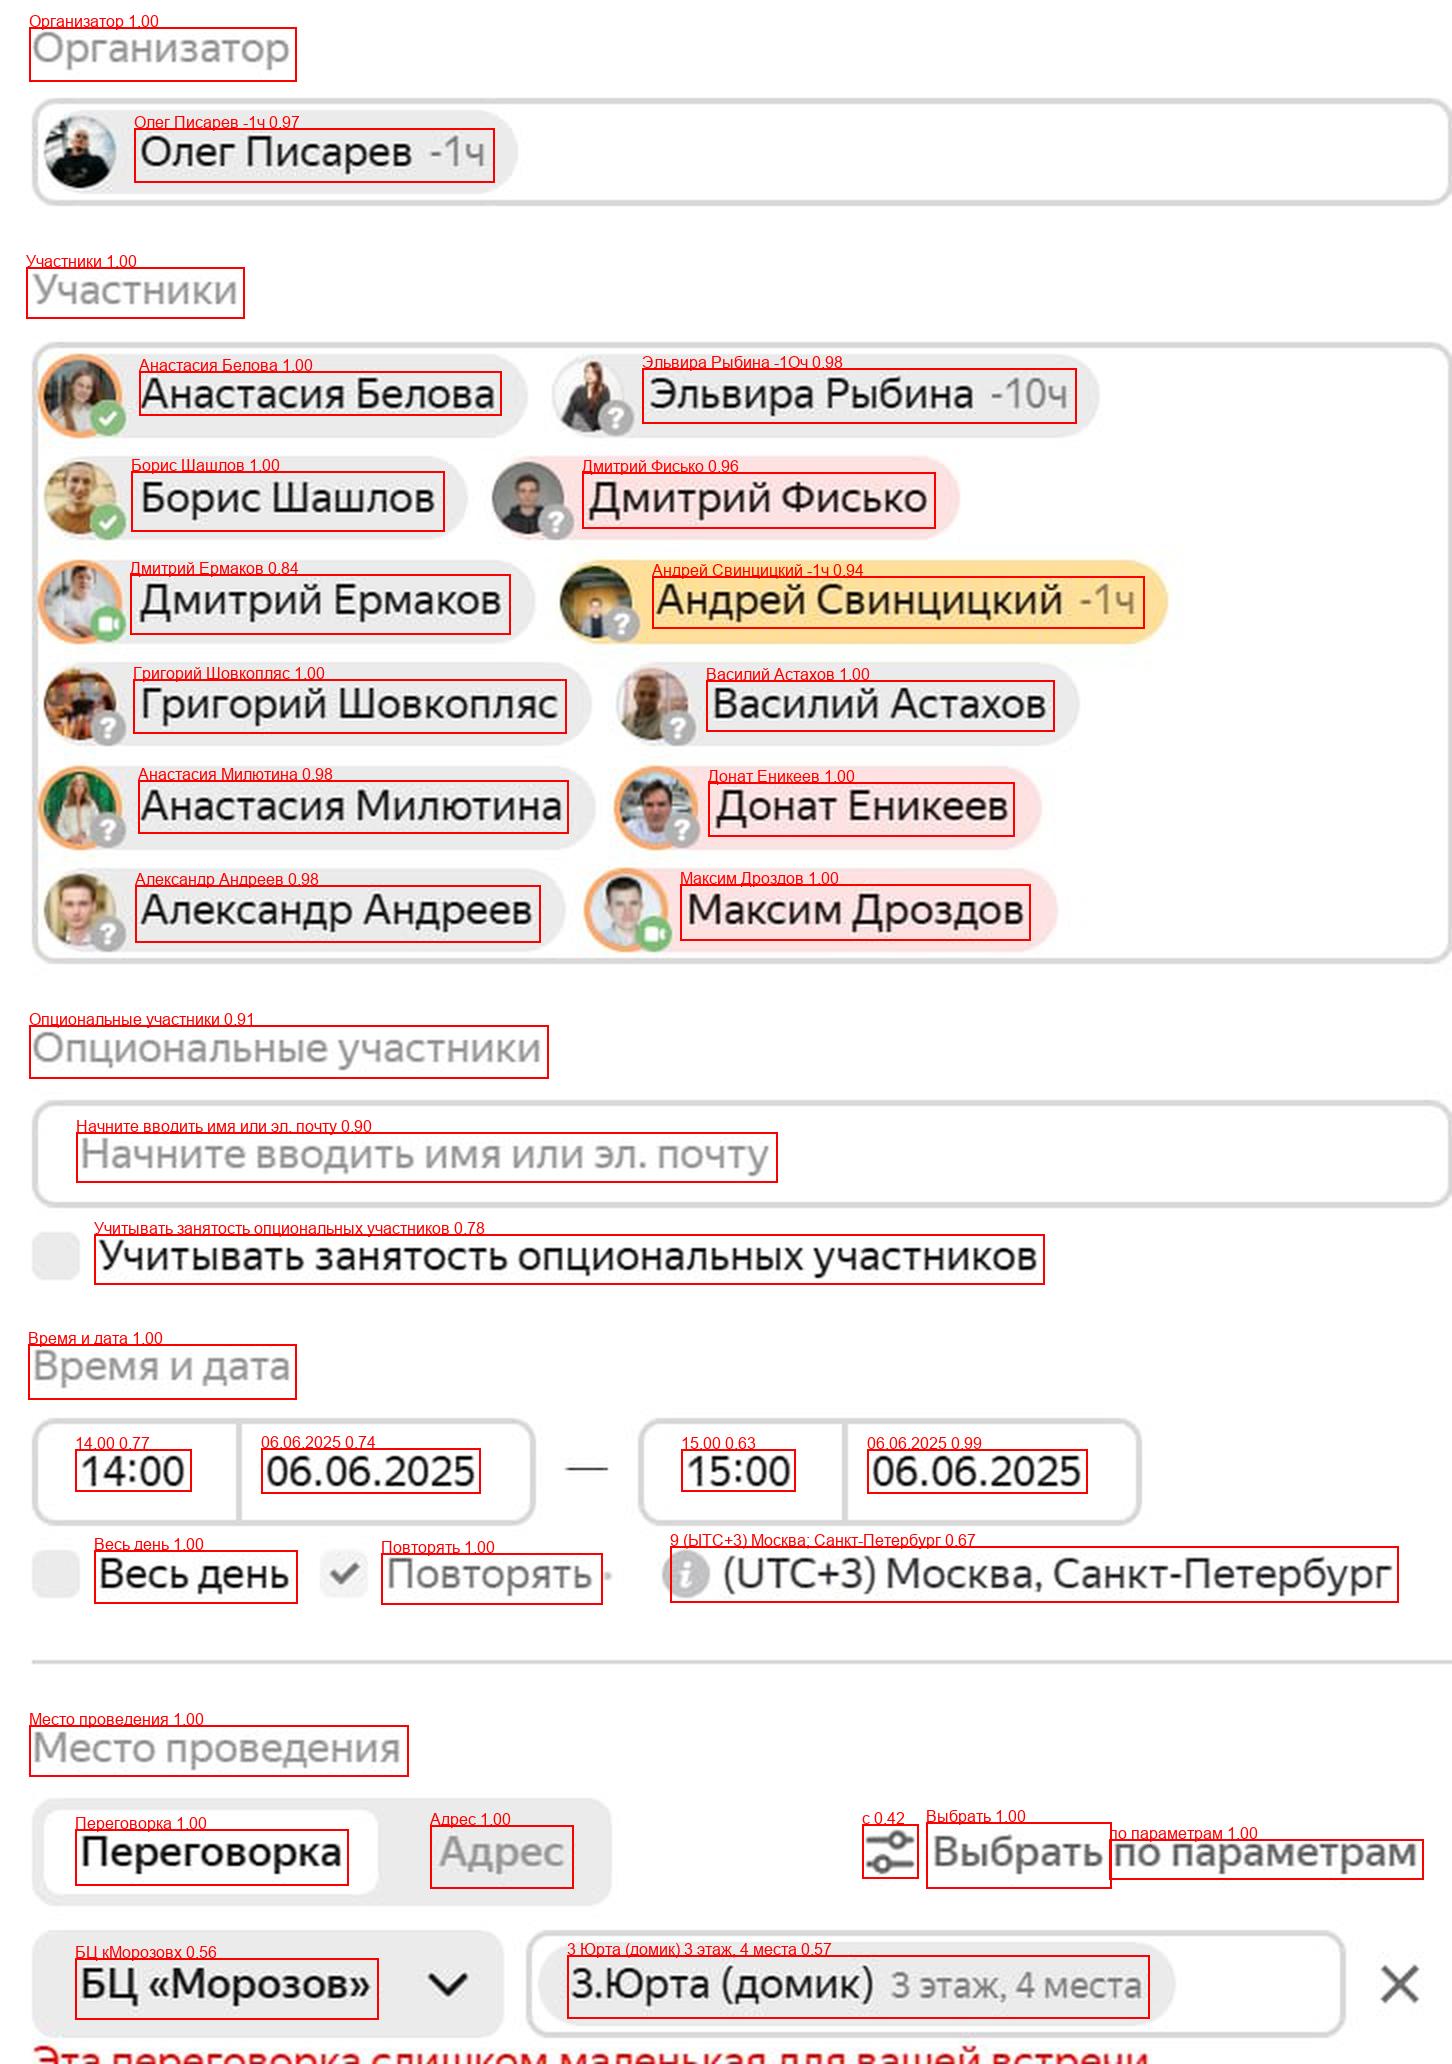 Организатор 1.00
Организатор
Олег Писарев -1ч 0.97
Олег Писарев -1ч
Участники 1.00
Участники
Анастасия Белова 1.00 Эльвира Рыбина -1Оч 0.98
Анастасия Белова Эльвира Рыбина -10ч
Борис Шашлов 1.00 Дмитрий Фисько 0.96
Борис Шашлов Дмитрий Фисько
Дмитрий Ермаков 0.84 Андрей Свинцицкий -1ч 0.94
Дмитрий Ермаков Андрей Свинцицкий -1ч
Григорий Шовкопляс 1.00 Василий Астахов 1.00
Григорий Шовкопляс Василий Астахов
Анастасия Милютина 0.98 Донат Еникеев 1.00
Анастасия Милютина Донат Еникеев
Александр Андреев 0.98 Максим Дроздов 1.00
Александр Андреев Максим Дроздов
Опциональные участники 0.91
Опциональные участники
Начните вводить имя или эл. почту 0.90
Начните вводить имя или эл. почту
Учитывать занятость опциональных участников 0.78
Учитывать занятость опциональных участников
Время и дата 1.00
Время и дата
14.00 0.77 06.06.2025 0.74 15.00 0.63 06.06.2025 0.99
14:00 06.06.2025 — 15:00 06.06.2025
Весь день 1.00 Повторять 1.00 9 (ЫТС+3) Москва; Санкт-Петербург 0.67
Весь день Повторять (UTC+3) Москва, Санкт-Петербург
Место проведения 1.00
Место проведения
Переговорка 1.00 Адрес 1.00 с 0.42 Выбрать 1.00 по параметрам 1.00
Переговорка Адрес Выбрать по параметрам
БЦ кМорозовх 0.56 3 Юрта (домик) 3 этаж, 4 места 0.57
БЦ «Морозов» 3.Юрта (домик) 3 этаж, 4 места
Эта переговорка слишком маленькая для вашей встречи